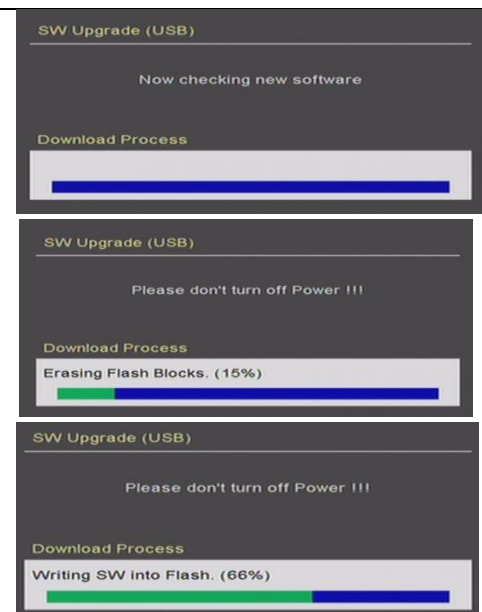 SW Upgrade (USB)
Now checking new software
Download Process
SW Upgrade (USB)
Please don't turn off Power !!!
Download Process
Erasing Flash Blocks. (15%)
SW Upgrade (USB)
Please don't turn off Power !!!
Download Process
Writing SW into Flash. (66%)